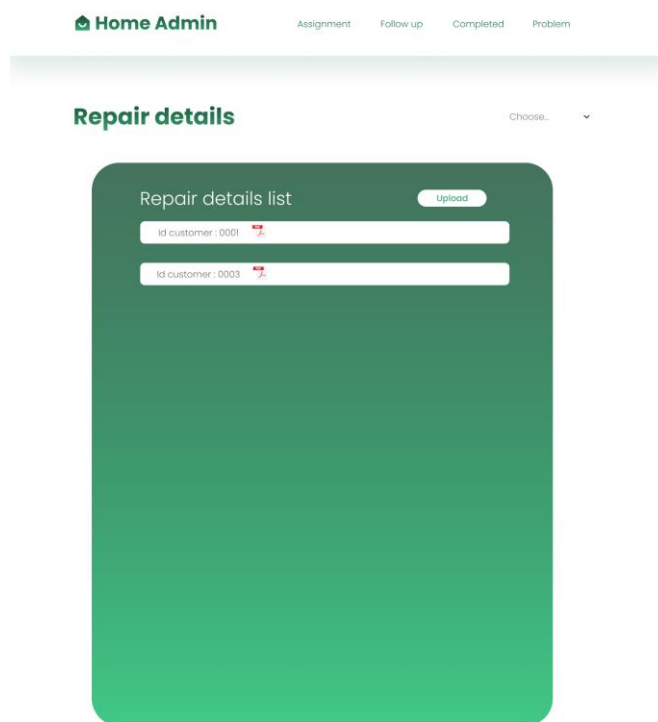 Home Admin Assignment Follow up Completed Problem
Repair details Choose...
Repair details list Upload
Id customer : 0001
Id customer : 0003